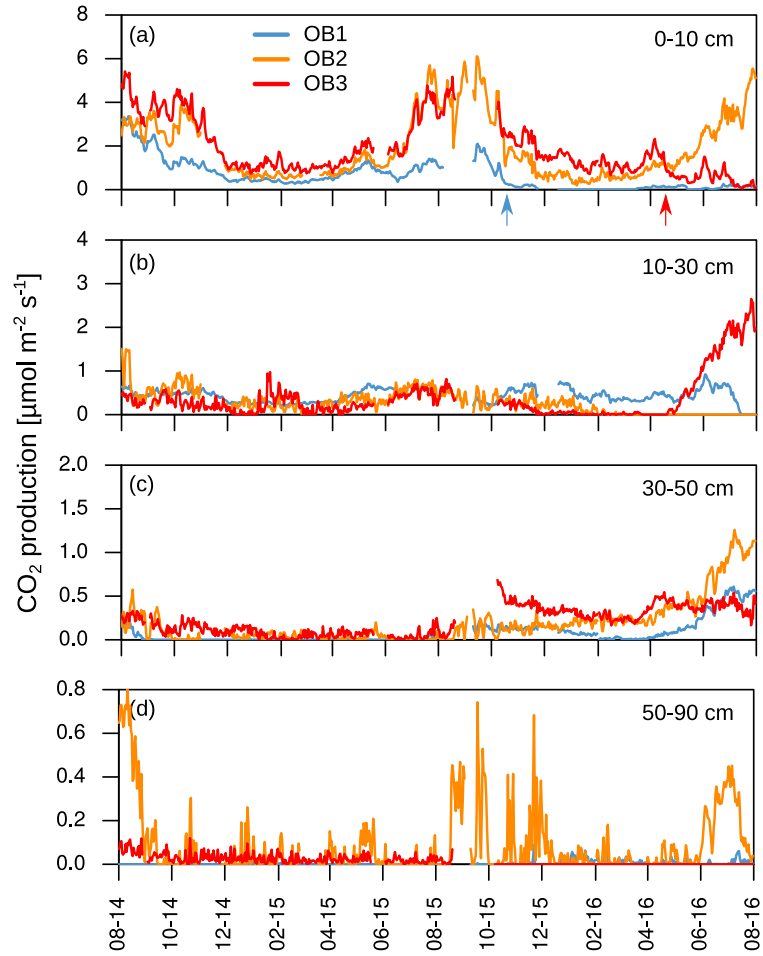 (a)
OB1
OB2
OB3
0-10 cm
8
6
4
2
0
(b)
10-30 cm
4
3
2
1
0
(c)
30-50 cm
2.0
1.5
1.0
0.5
0.0
(d)
50-90 cm
0.8
0.6
0.4
0.2
0.0
CO₂ production [µmol m⁻² s⁻¹]
08-14
10-14
12-14
02-15
04-15
06-15
08-15
10-15
12-15
02-16
04-16
06-16
08-16